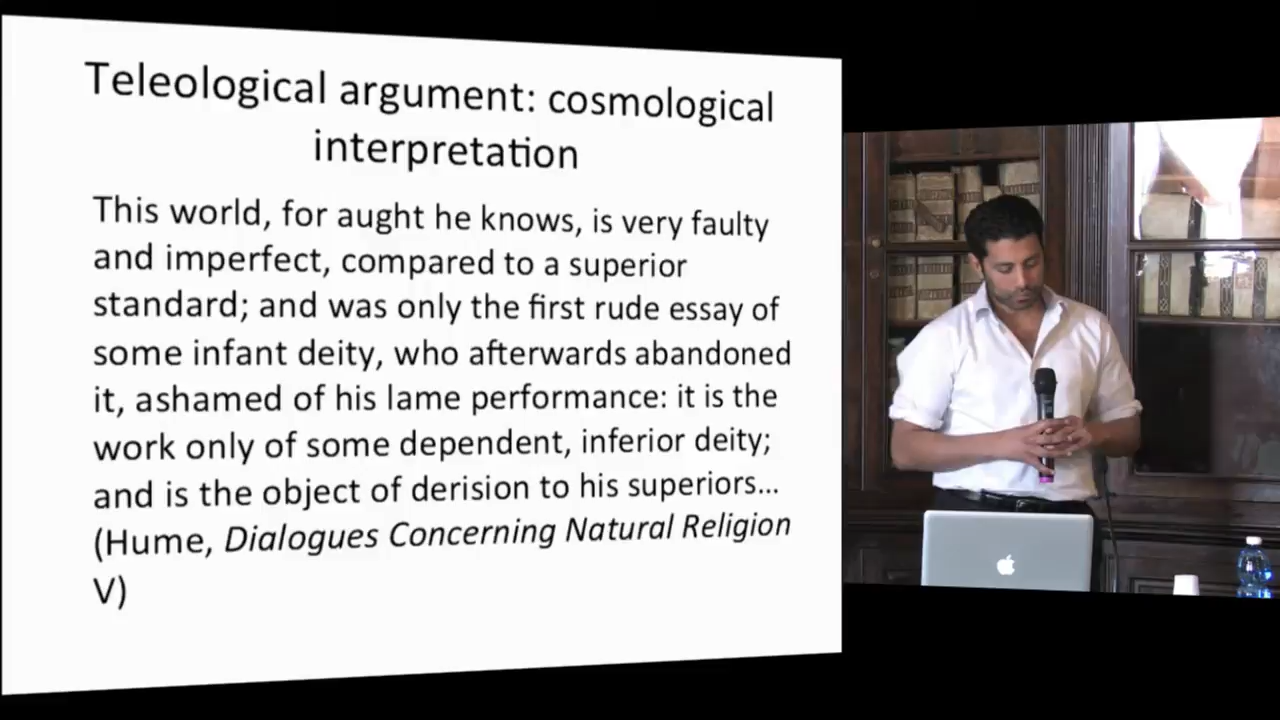 Teleological argument: cosmological
interpretation
This world, for aught he knows, is very faulty
and imperfect, compared to a superior
standard; and was only the first rude essay of
some infant deity, who afterwards abandoned
it, ashamed of his lame performance: it is the
work only of some dependent, inferior deity;
and is the object of derision to his superiors...
(Hume, Dialogues Concerning Natural Religion
V)